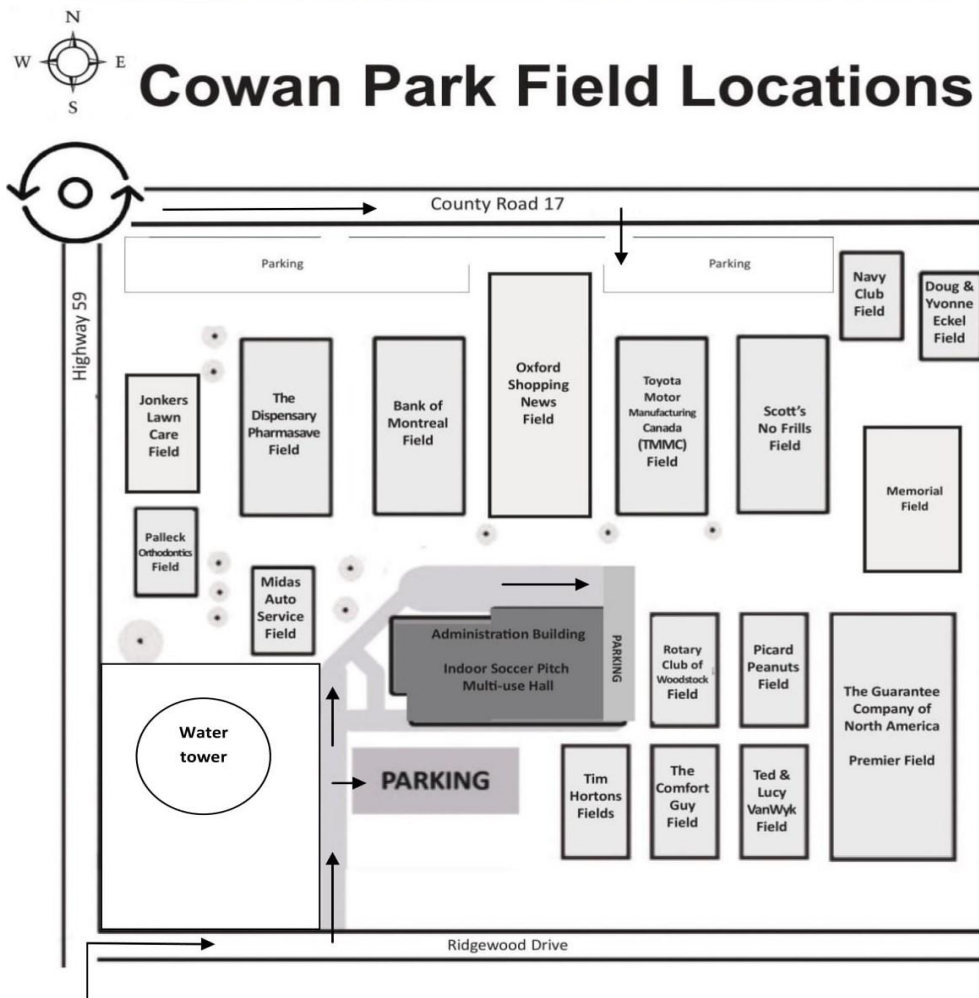 N
W E
S
Cowan Park Field Locations
County Road 17
Highway 59
Parking
Parking
Navy
Club
Field
Doug &
Yvonne
Eckel
Field
Jonkers
Lawn
Care
Field
The
Dispensary
Pharmasave
Field
Bank of
Montreal
Field
Oxford
Shopping
News
Field
Toyota
Motor
Manufacturing
Canada
(TMMC)
Field
Scott's
No Frills
Field
Memorial
Field
Palleck
Orthodontics
Field
Midas
Auto
Service
Field
Administration Building
Indoor Soccer Pitch
Multi-use Hall
PARKING
Rotary
Club of
Woodstock
Field
Picard
Peanuts
Field
The Guarantee
Company of
North America
Premier Field
Water
tower
PARKING
Tim
Hortons
Fields
The
Comfort
Guy
Field
Ted &
Lucy
VanWyk
Field
Ridgewood Drive